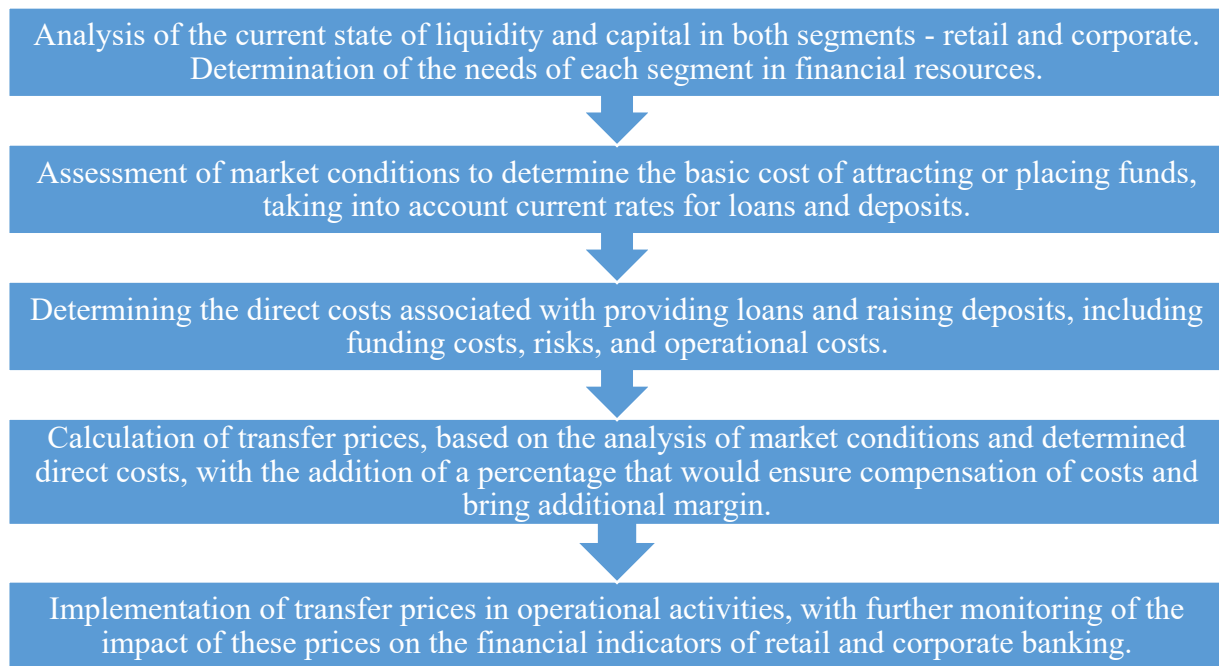 Analysis of the current state of liquidity and capital in both segments - retail and corporate.
Determination of the needs of each segment in financial resources.
Assessment of market conditions to determine the basic cost of attracting or placing funds,
taking into account current rates for loans and deposits.
Determining the direct costs associated with providing loans and raising deposits, including
funding costs, risks, and operational costs.
Calculation of transfer prices, based on the analysis of market conditions and determined
direct costs, with the addition of a percentage that would ensure compensation of costs and
bring additional margin.
Implementation of transfer prices in operational activities, with further monitoring of the
impact of these prices on the financial indicators of retail and corporate banking.